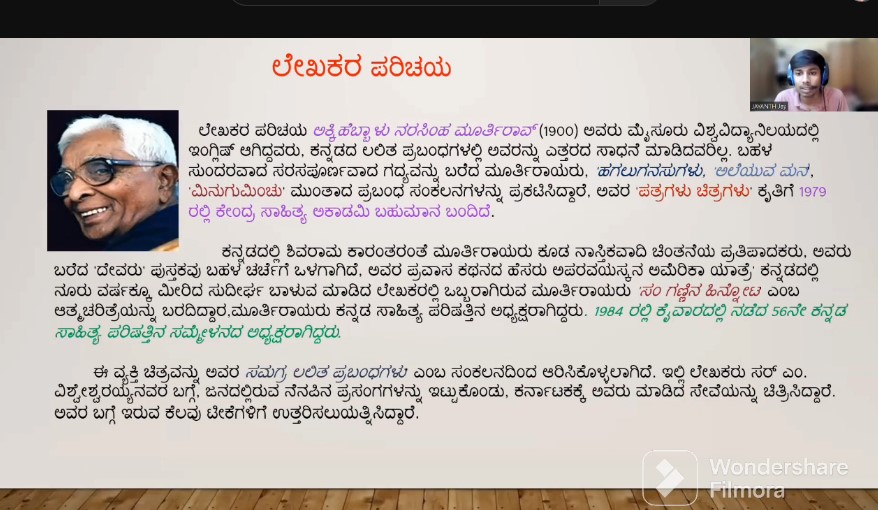 ಲೇಖಕರ ಪರಿಚಯ
JAYANTH Jay
ಲೇಖಕರ ಪರಿಚಯ ಅಕ್ಕಿಹೆಬ್ಬಾಳು ನರಸಿಂಹ ಮೂರ್ತಿರಾವ್ (1900) ಅವರು ಮೈಸೂರು ವಿಶ್ವವಿದ್ಯಾನಿಲಯದಲ್ಲಿ
ಇಂಗ್ಲಿಷ್ ಆಗಿದ್ದವರು, ಕನ್ನಡದ ಲಲಿತ ಪ್ರಬಂಧಗಳಲ್ಲಿ ಅವರನ್ನು ಎತ್ತರದ ಸಾಧನೆ ಮಾಡಿದವರಿಲ್ಲ. ಬಹಳ
ಸುಂದರವಾದ ಸರಸಪೂರ್ಣವಾದ ಗದ್ಯವನ್ನು ಬರೆದ ಮೂರ್ತಿರಾಯರು, 'ಹಗಲುಗನಸುಗಳು, 'ಅಲೆಯುವ ಮನ',
'ಮಿನುಗುಮಿಂಚು' ಮುಂತಾದ ಪ್ರಬಂಧ ಸಂಕಲನಗಳನ್ನು ಪ್ರಕಟಿಸಿದ್ದಾರೆ, ಅವರ 'ಪತ್ರಗಳು ಚಿತ್ರಗಳು' ಕೃತಿಗೆ 1979
ರಲ್ಲಿ ಕೇಂದ್ರ ಸಾಹಿತ್ಯ ಅಕಾಡಮಿ ಬಹುಮಾನ ಬಂದಿದೆ.
ಕನ್ನಡದಲ್ಲಿ ಶಿವರಾಮ ಕಾರಂತರಂತೆ ಮೂರ್ತಿರಾಯರು ಕೂಡ ನಾಸ್ತಿಕವಾದಿ ಚಿಂತನೆಯ ಪ್ರತಿಪಾದಕರು, ಅವರು
ಬರೆದ 'ದೇವರು' ಪುಸ್ತಕವು ಬಹಳ ಚರ್ಚೆಗೆ ಒಳಗಾಗಿದೆ, ಅವರ ಪ್ರವಾಸ ಕಥನದ ಹೆಸರು ಅಪರವಯಸ್ಕನ ಅಮೆರಿಕಾ ಯಾತ್ರೆ' ಕನ್ನಡದಲ್ಲಿ
ನೂರು ವರ್ಷಕ್ಕೂ ಮೀರಿದ ಸುದೀರ್ಘ ಬಾಳುವ ಮಾಡಿದ ಲೇಖಕರಲ್ಲಿ ಒಬ್ಬರಾಗಿರುವ ಮೂರ್ತಿರಾಯರು 'ಸಂಗಣ್ಣಿನ ಹಿನ್ನೋಟ' ಎಂಬ
ಆತ್ಮಚರಿತ್ರೆಯನ್ನು ಬರದಿದ್ದಾರ,ಮೂರ್ತಿರಾಯರು ಕನ್ನಡ ಸಾಹಿತ್ಯ ಪರಿಷತ್ತಿನ ಅಧ್ಯಕ್ಷರಾಗಿದ್ದರು. 1984 ರಲ್ಲಿ ಕೈವಾರದಲ್ಲಿ ನಡೆದ 56ನೇ ಕನ್ನಡ
ಸಾಹಿತ್ಯ ಪರಿಷತ್ತಿನ ಸಮ್ಮೇಳನದ ಅಧ್ಯಕ್ಷರಾಗಿದ್ದರು.
ಈ ವ್ಯಕ್ತಿ ಚಿತ್ರವನ್ನು ಅವರ ಸಮಗ್ರ ಲಲಿತ ಪ್ರಬಂಧಗಳು' ಎಂಬ ಸಂಕಲನದಿಂದ ಆರಿಸಿಕೊಳ್ಳಲಾಗಿದೆ. ಇಲ್ಲಿ ಲೇಖಕರು ಸರ್ ಎಂ.
ವಿಶ್ವೇಶ್ವರಯ್ಯನವರ ಬಗ್ಗೆ, ಜನದಲ್ಲಿರುವ ನೆನಪಿನ ಪ್ರಸಂಗಗಳನ್ನು ಇಟ್ಟುಕೊಂಡು, ಕರ್ನಾಟಕಕ್ಕೆ ಅವರು ಮಾಡಿದ ಸೇವೆಯನ್ನು ಚಿತ್ರಿಸಿದ್ದಾರೆ.
ಅವರ ಬಗ್ಗೆ ಇರುವ ಕೆಲವು ಟೀಕೆಗಳಿಗೆ ಉತ್ತರಿಸಲುಯತ್ನಿಸಿದ್ದಾರೆ.
Wondershare
Filmora